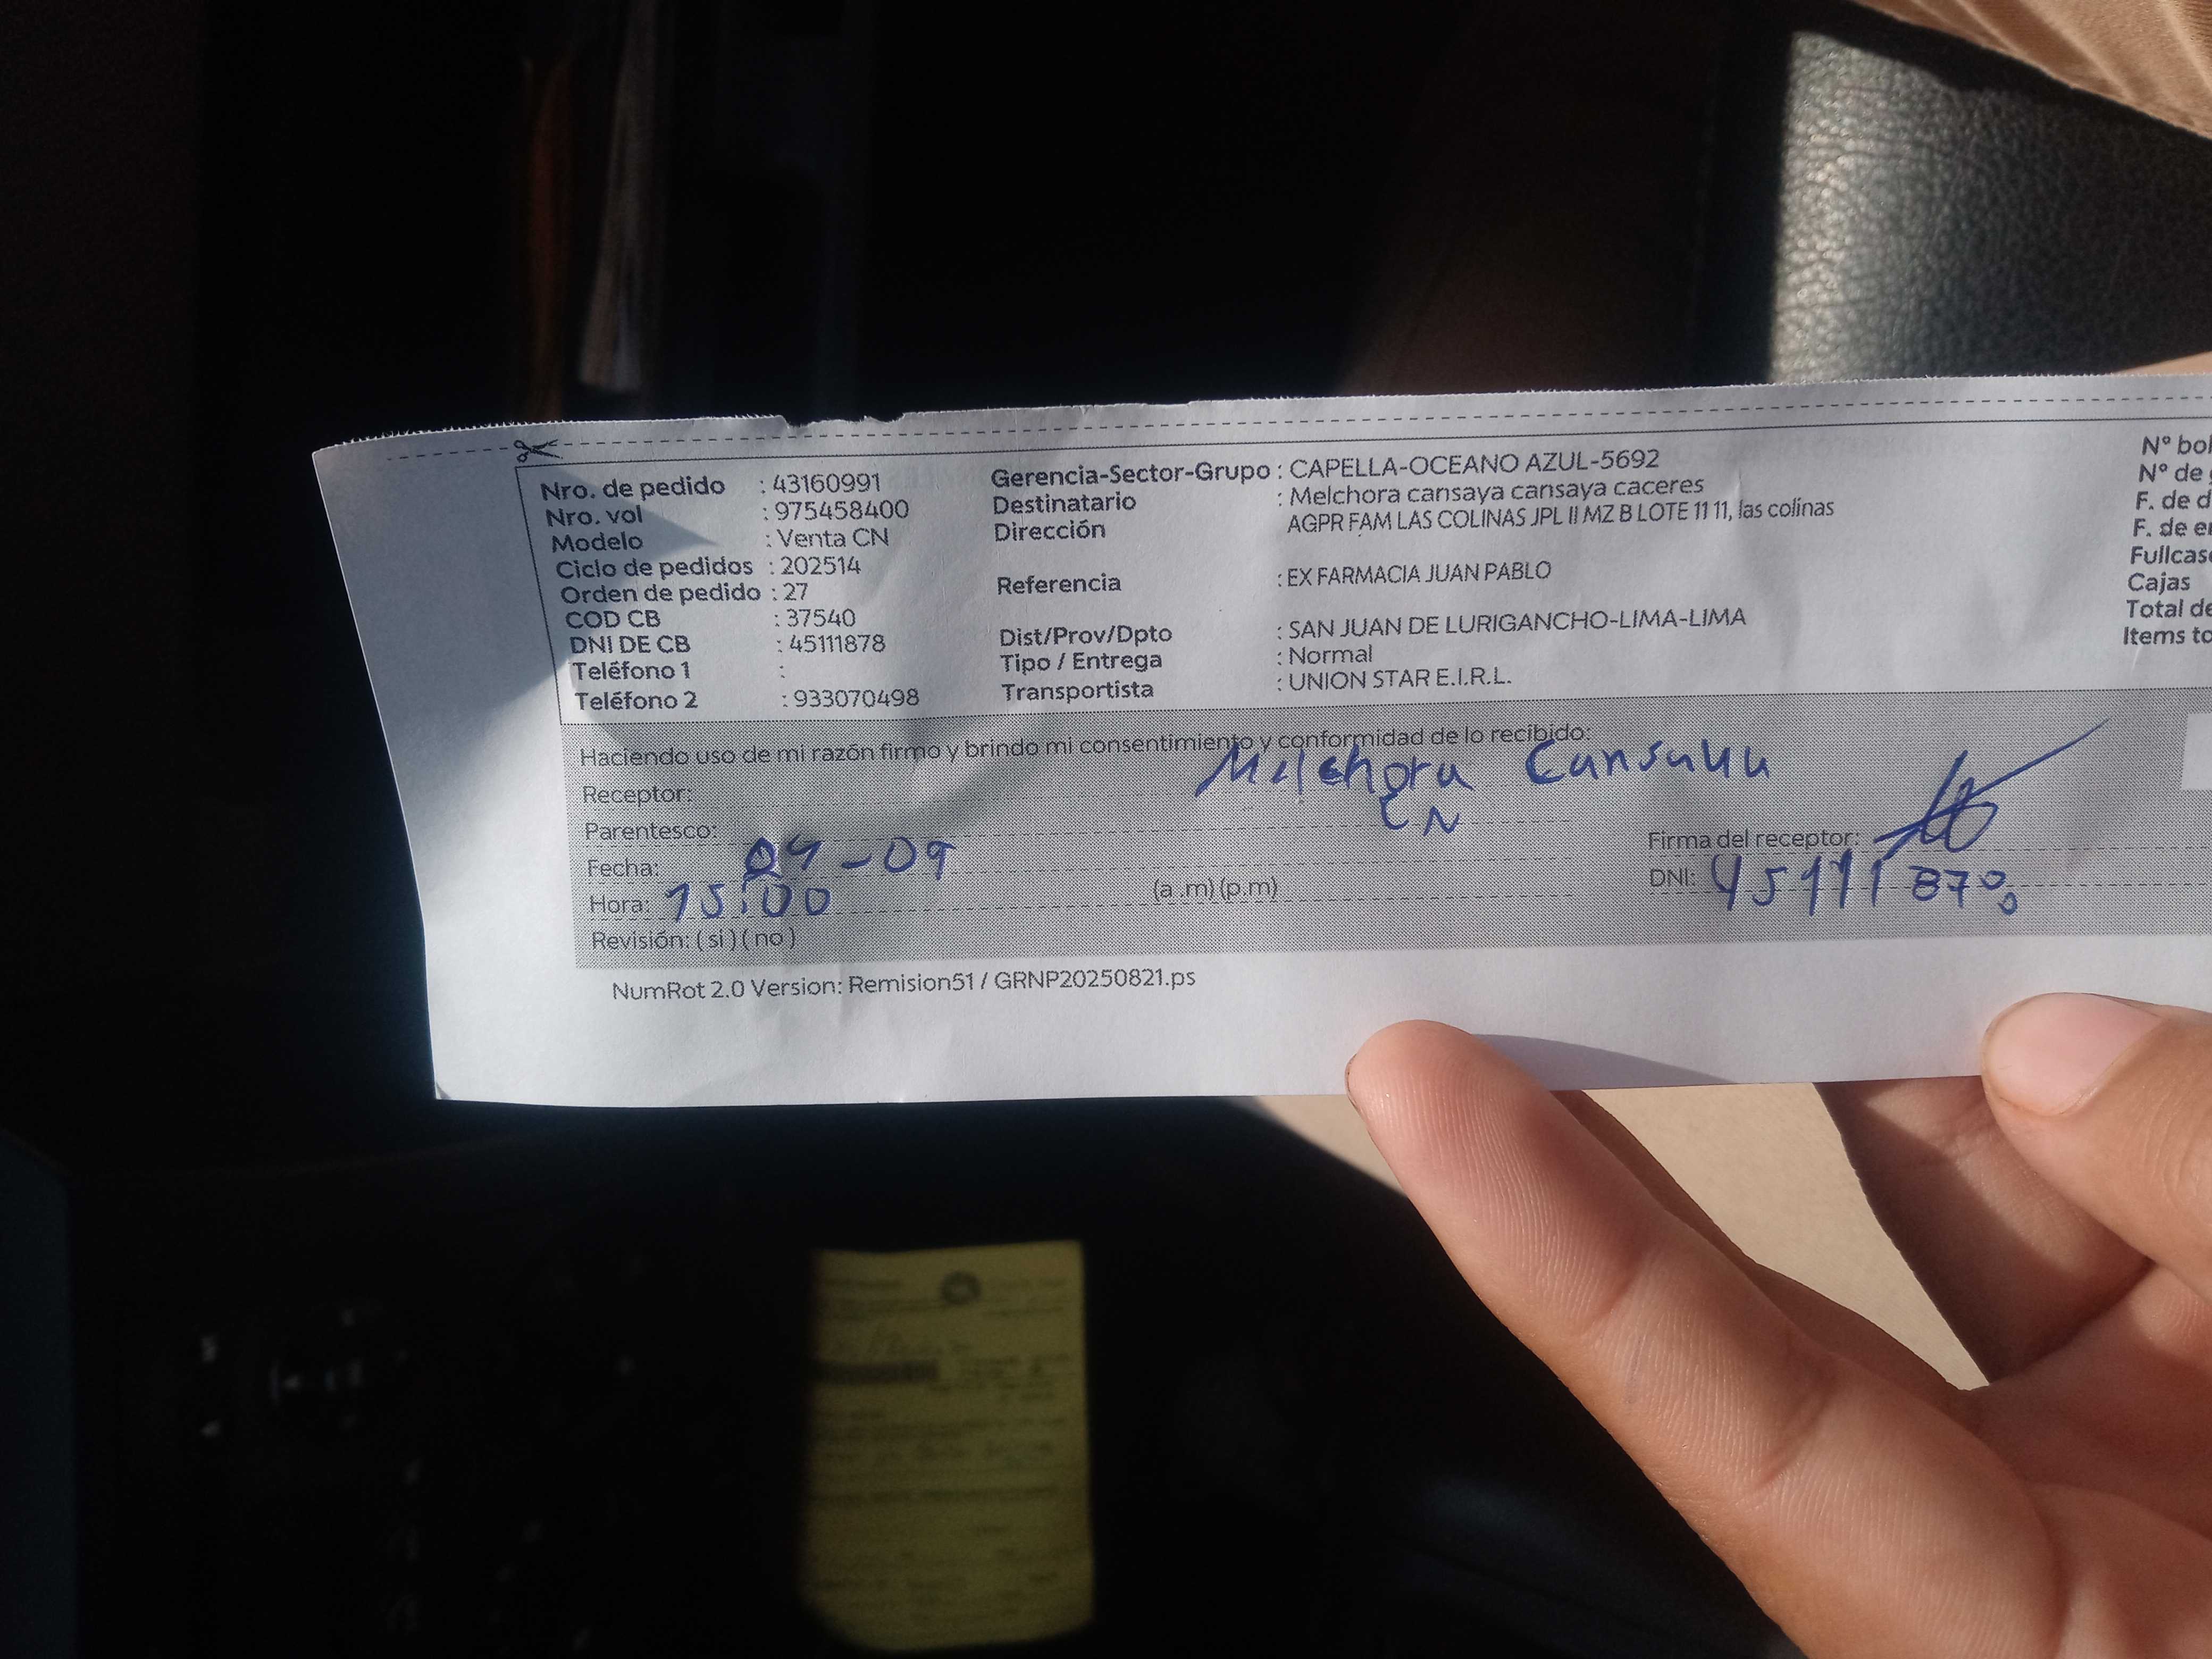 Nro. de pedido : 43160991
Nro. vol : 975458400
Modelo : Venta CN
Ciclo de pedidos : 202514
Orden de pedido : 27
COD CB : 37540
DNI DE CB : 45111878
Teléfono 1 :
Teléfono 2 : 933070498
Gerencia-Sector-Grupo : CAPELLA-OCEANO AZUL-5692
Destinatario : Melchora cansaya cansaya caceres
Dirección AGPR FAM LAS COLINAS JPL II MZ B LOTE 11 11, las colinas
Referencia : EX FARMACIA JUAN PABLO
Dist/Prov/Dpto : SAN JUAN DE LURIGANCHO-LIMA-LIMA
Tipo / Entrega : Normal
Transportista : UNION STAR E.I.R.L.
N° bol
N° de
F. de d
F. de e
Fullcas
Cajas
Total de
Items to
Haciendo uso de mi razón firmo y brindo mi consentimiento y conformidad de lo recibido:
Receptor: Melchora
Parentesco: CN
Fecha: 04-09
Hora: 15:00 (a .m) (p.m)
Revisión: ( si ) ( no )
Firma del receptor:
DNI: 45111878
NumRot 2.0 Version: Remision51 / GRNP20250821.ps